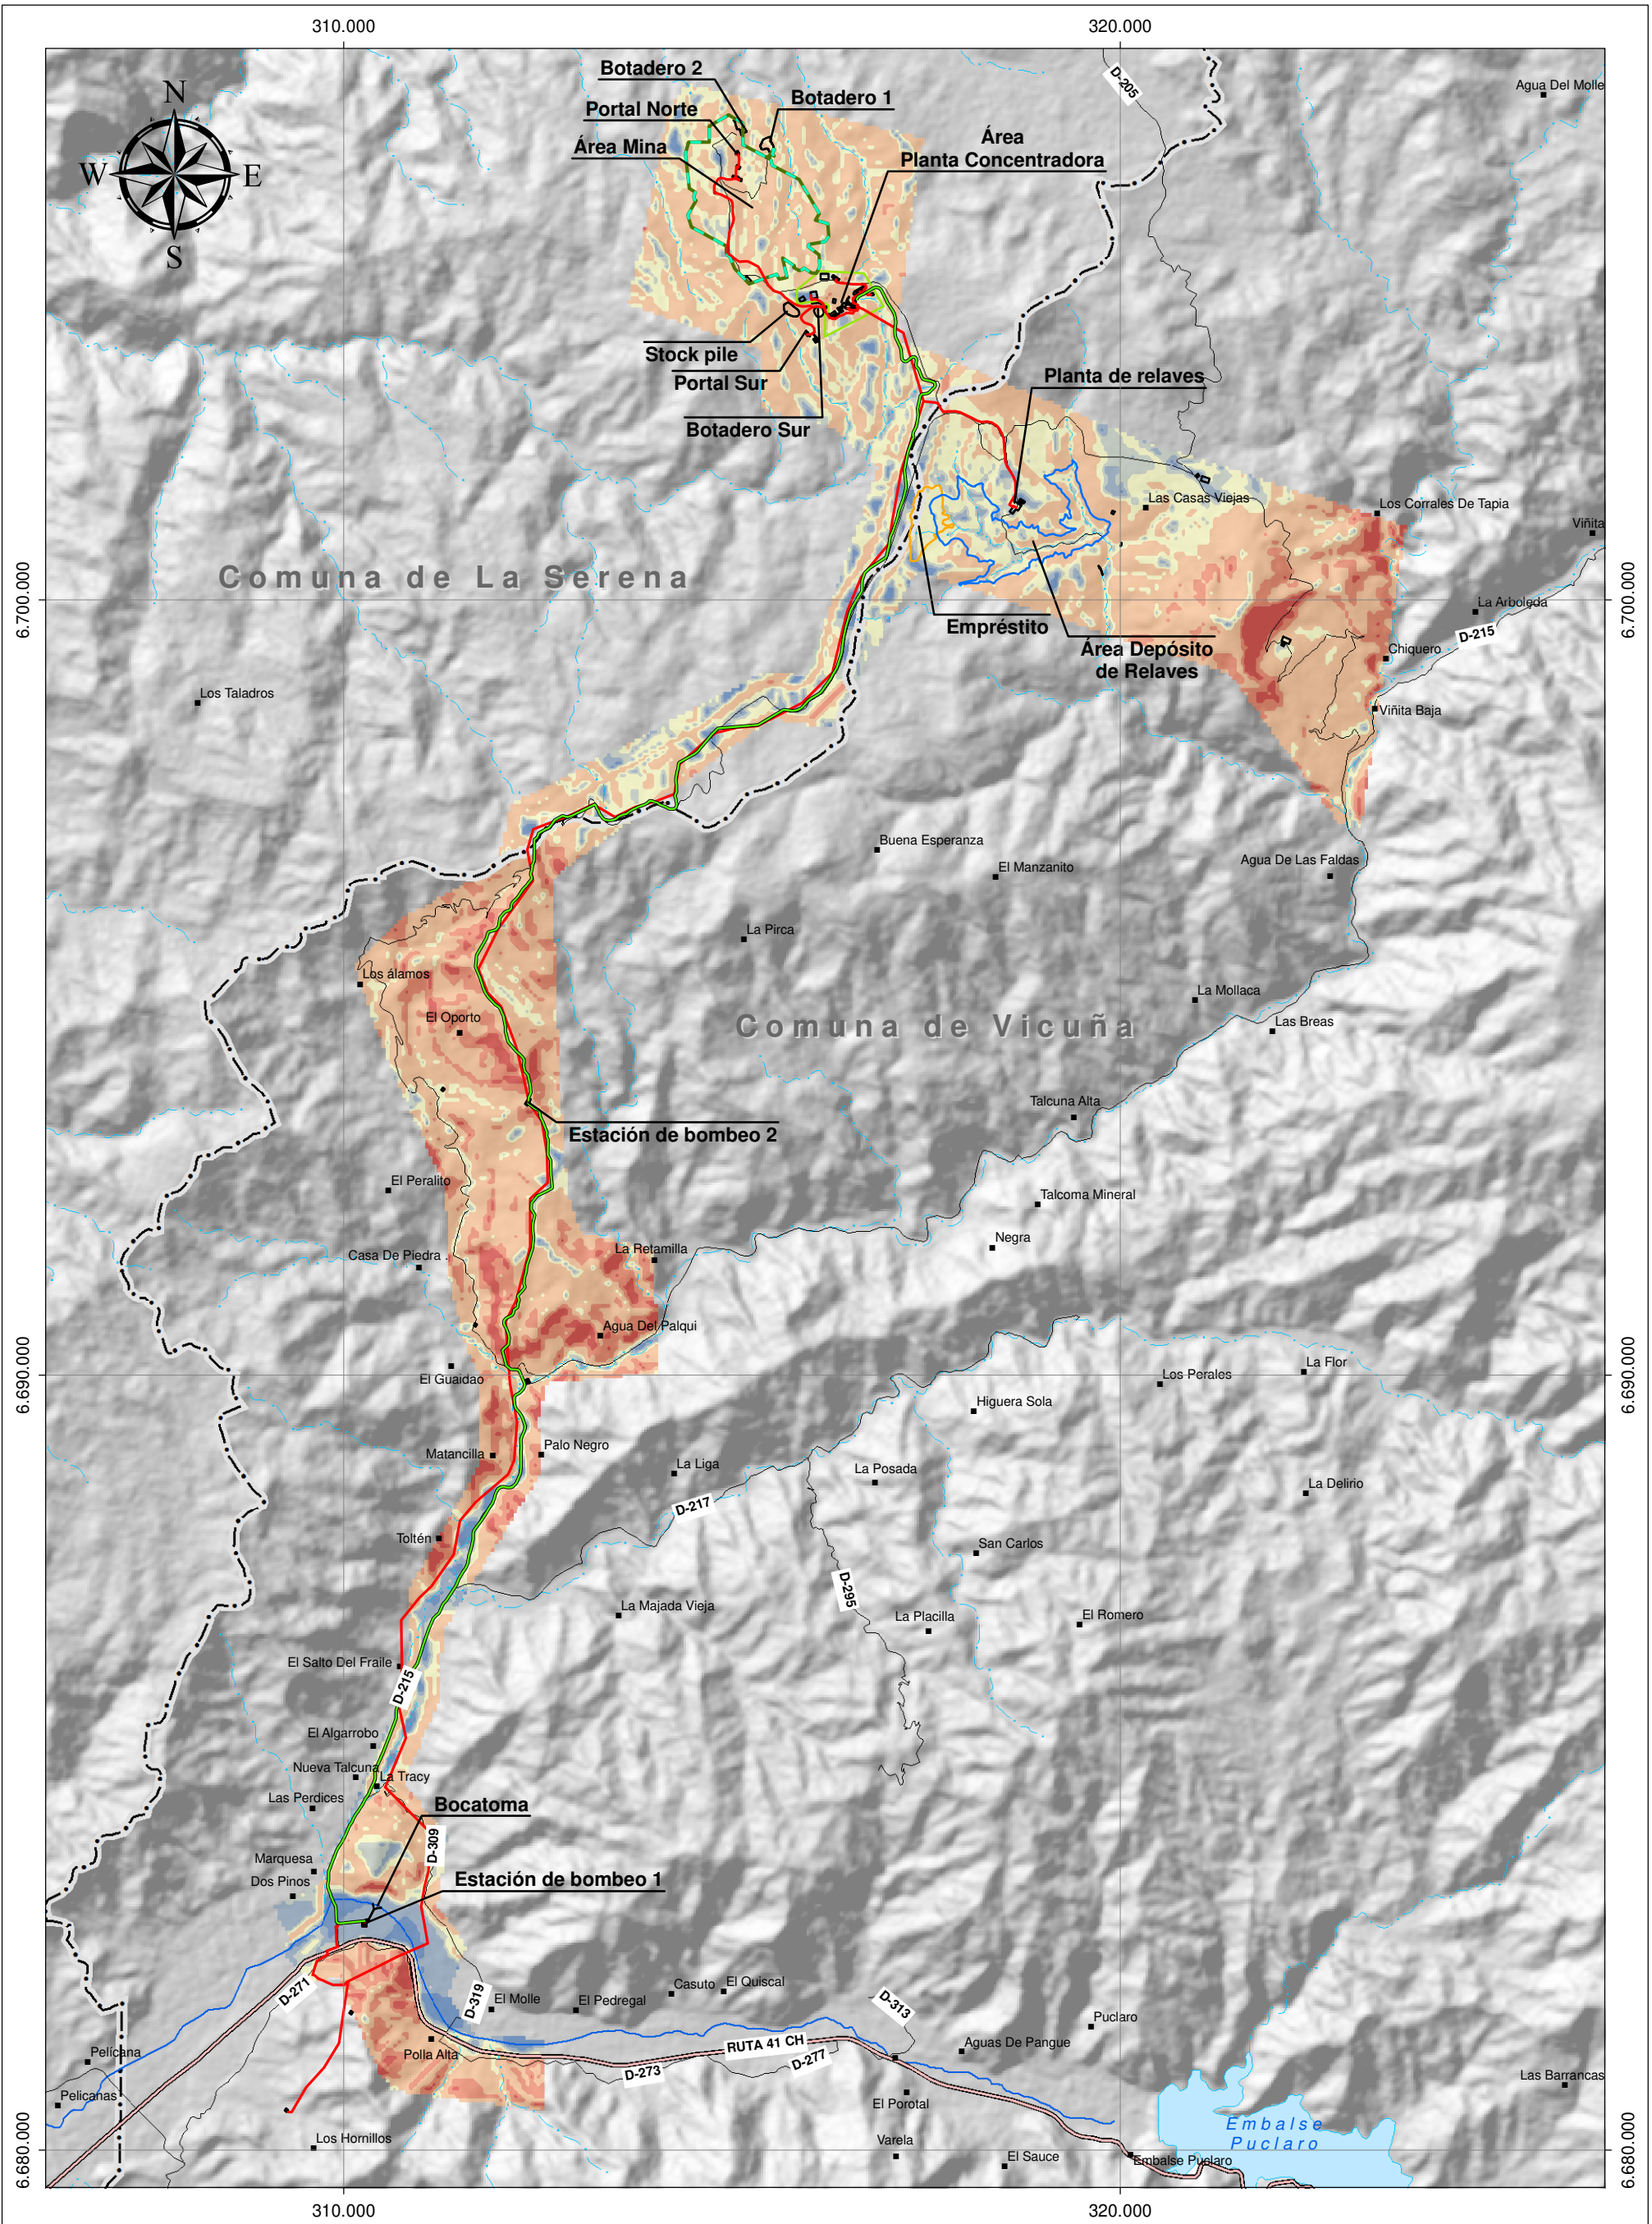 310.000
320.000
Botadero 2
Portal Norte
Área Mina
Botadero 1
Área
Planta Concentradora
D-205
Agua Del Molle
N
W
E
S
Stock pile
Portal Sur
Botadero Sur
Planta de relaves
Las Casas Viejas
Los Corrales De Tapia
Viñita
Comuna de La Serena
6.700.000
6.700.000
La Arboleda
D-215
Empréstito
Área Depósito
de Relaves
Chiquero
Viñita Baja
Los Taladros
Buena Esperanza
El Manzanito
Agua De Las Faldas
La Pirca
Los álamos
El Oporto
Comuna de Vicuña
La Mollaca
Las Breas
Talcuna Alta
Estación de bombeo 2
El Peralito
Talcoma Mineral
Negra
Casa De Piedra
La Retamilla
Agua Del Palqui
6.690.000
6.690.000
El Guaidao
La Flor
Los Perales
Higuera Sola
Matancilla
Palo Negro
La Liga
La Posada
La Delirio
D-217
Toltén
San Carlos
D-295
La Majada Vieja
La Placilla
El Romero
El Salto Del Fraile
D-215
El Algarrobo
Nueva Talcuna
La Tracy
Las Perdices
Bocatoma
D-309
Marquesa
Dos Pinos
Estación de bombeo 1
D-271
D-319
El Molle
El Pedregal
Casuto
El Quiscal
D-313
Puclaro
Polla Alta
RUTA 41 CH
D-273
D-277
Aguas De Pangue
Pelícana
Pelicanas
El Porotal
Las Barrancas
Los Hornillos
Varela
El Sauce
Embalse Puclaro
Embalse
Puclaro
6.680.000
6.680.000
310.000
320.000